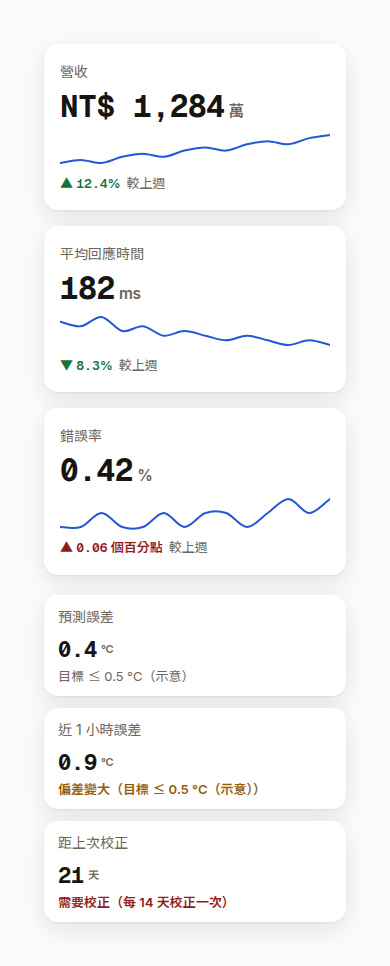 營收
NT$ 1,284 萬
▲ 12.4% 較上週
平均回應時間
182 ms
▼ 8.3% 較上週
錯誤率
0.42 %
▲ 0.06 個百分點 較上週
預測誤差
0.4 °C
目標 ≤ 0.5 °C（示意）
近 1 小時誤差
0.9 °C
偏差變大（目標 ≤ 0.5 °C（示意））
距上次校正
21 天
需要校正（每 14 天校正一次）